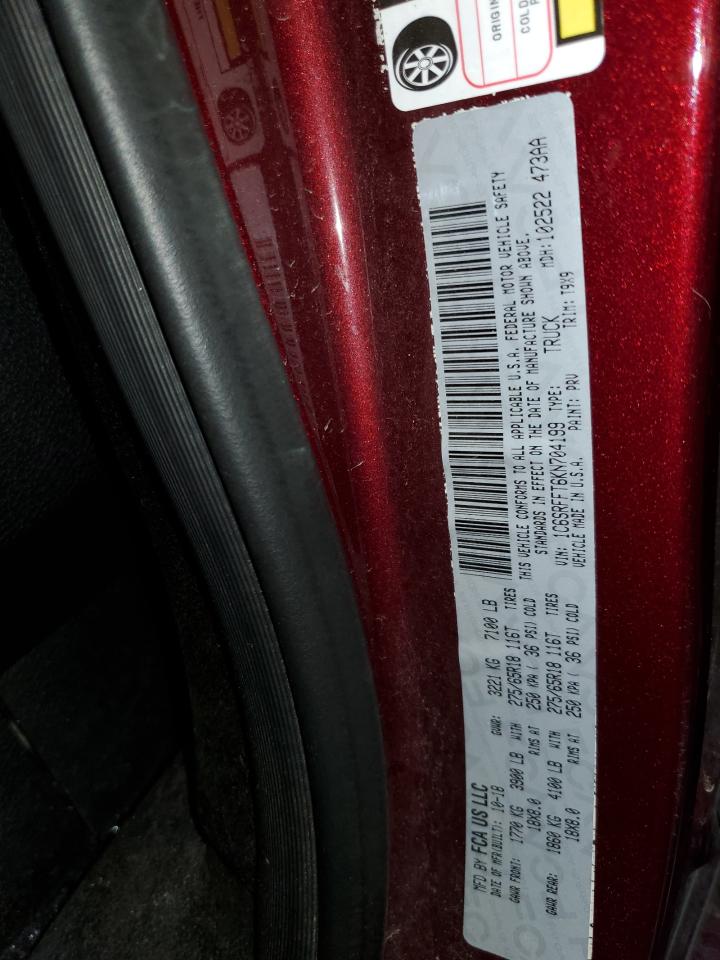 ORIGIN
COLD
MFD BY FCA US LLC
DATE OF MFR(BUILT): 10-18
GVWR: 3221 KG 7100 LB
GAWR FRONT: 1770 KG 3900 LB WITH 275/65R18 116T TIRES
18X8.0 RIMS AT 250 KPA ( 36 PSI) COLD
GAWR REAR: 1860 KG 4100 LB WITH 275/65R18 116T TIRES
18X8.0 RIMS AT 250 KPA ( 36 PSI) COLD
THIS VEHICLE CONFORMS TO ALL APPLICABLE U.S.A. FEDERAL MOTOR VEHICLE SAFETY
STANDARDS IN EFFECT ON THE DATE OF MANUFACTURE SHOWN ABOVE.
VIN: 1C6SRFFT6KN704199 TYPE: TRUCK MDH:102522 473AA
VEHICLE MADE IN U.S.A. PAINT: PRV TRIM: T9X9